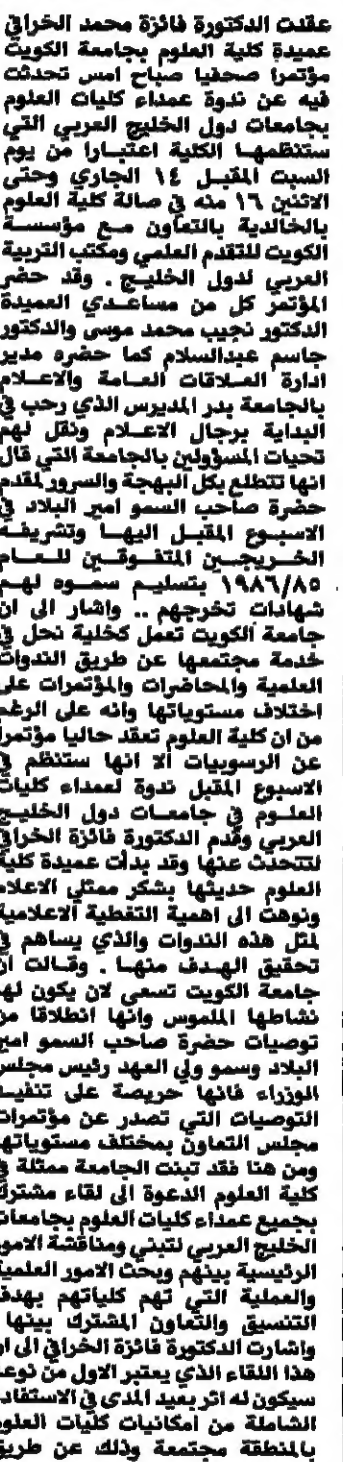 عقدت الدكتورة فائزة محمد الخرافي
عميدة كلية العلوم بجامعة الكويت
مؤتمرا صحفيا صباح امس تحدثت
فيه عن ندوة عمداء كليات العلوم
بجامعات دول الخليج العربي التي
ستنظمها الكلية اعتبارا من يوم
السبت المقبل ١٤ الجاري وحتى
الاثنين ١٦ منه في صالة كلية العلوم
بالخالدية بالتعاون مع مؤسسة
الكويت للتقدم العلمي ومكتب التربية
العربي لدول الخليج . وقد حضر
المؤتمر كل من مساعدي العميدة
الدكتور نجيب محمد موسى والدكتور
جاسم عبدالسلام كما حضره مدير
ادارة العلاقات العامة والاعلام
بالجامعة بدر المديرس الذي رحب في
البداية برجال الاعلام ونقل لهم
تحيات المسؤولين بالجامعة التي قال
انها تتطلع بكل البهجة والسرور لمقدم
حضرة صاحب السمو امير البلاد في
الاسبوع المقبل اليها وتشريفه
الخريجين المتفوقين للعام
١٩٨٦/٨٥ بتسليم سموه لهم
شهادات تخرجهم .. واشار الى ان
جامعة الكويت تعمل كخلية نحل في
خدمة مجتمعها عن طريق الندوات
العلمية والمحاضرات والمؤتمرات على
اختلاف مستوياتها وانه على الرغم
من ان كلية العلوم تعقد حاليا مؤتمرا
عن الرسوبيات الا انها ستنظم في
الاسبوع المقبل ندوة لعمداء كليات
العلوم في جامعات دول الخليج
العربي وقدم الدكتورة فائزة الخرافي
لتتحدث عنها وقد بدأت عميدة كلية
العلوم حديثها بشكر ممثلي الاعلام
ونوهت الى اهمية التغطية الاعلامية
لمثل هذه الندوات والذي يساهم في
تحقيق الهدف منها . وقالت ان
جامعة الكويت تسعى لان يكون لها
نشاطها الملموس وانها انطلاقا من
توصيات حضرة صاحب السمو امير
البلاد وسمو ولي العهد رئيس مجلس
الوزراء فانها حريصة على تنفيذ
التوصيات التي تصدر عن مؤتمرات
مجلس التعاون بمختلف مستوياتها
ومن هنا فقد تبنت الجامعة ممثلة في
كلية العلوم الدعوة الى لقاء مشترك
بجميع عمداء كليات العلوم بجامعات
الخليج العربي لتبني ومناقشة الامور
الرئيسية بينهم وبحث الامور العلمية
والعملية التي تهم كلياتهم بهدف
التنسيق والتعاون المشترك بينها
واشارت الدكتورة فائزة الخرافي الى ان
هذا اللقاء الذي يعتبر الاول من نوعه
سيكون له اثر بعيد المدى في الاستفادة
الشاملة من امكانيات كليات العلوم
بالمنطقة مجتمعة وذلك عن طريق